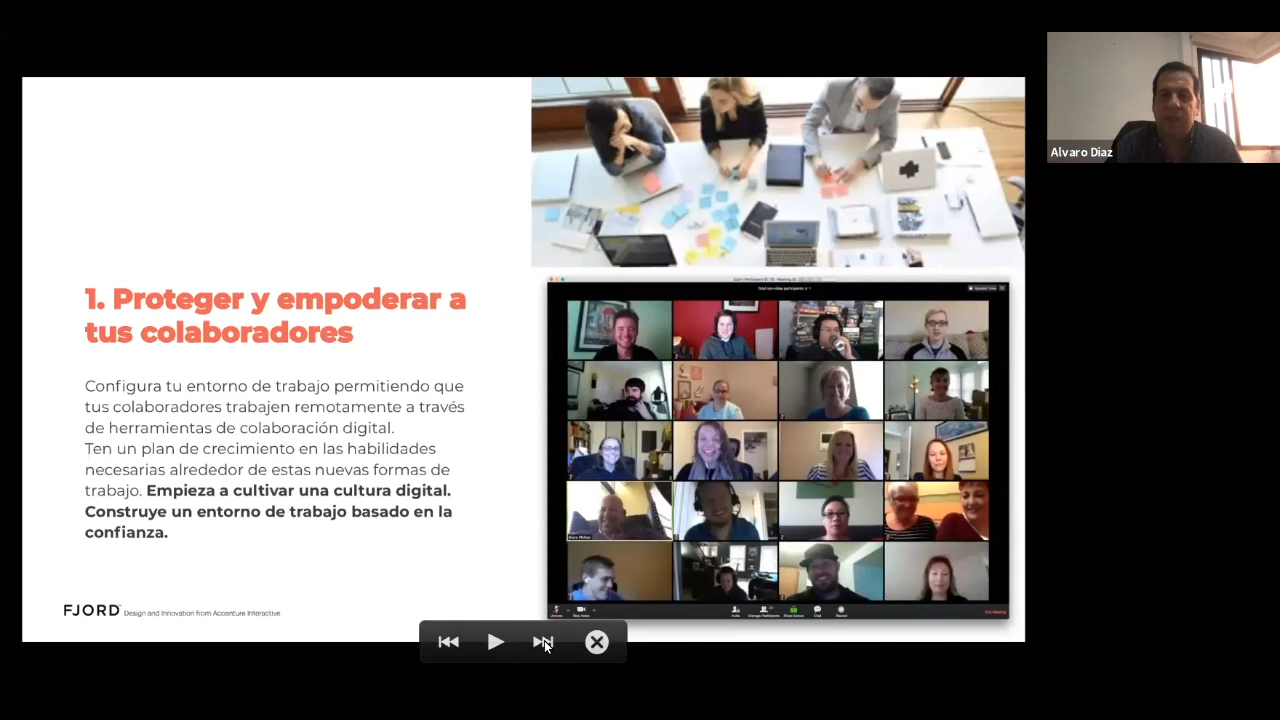 Alvaro Diaz
1. Proteger y empoderar a
tus colaboradores
Configura tu entorno de trabajo permitiendo que
tus colaboradores trabajen remotamente a través
de herramientas de colaboración digital.
Ten un plan de crecimiento en las habilidades
necesarias alrededor de estas nuevas formas de
trabajo. Empieza a cultivar una cultura digital.
Construye un entorno de trabajo basado en la
confianza.
FJORD Design and Innovation from Accenture Interactive